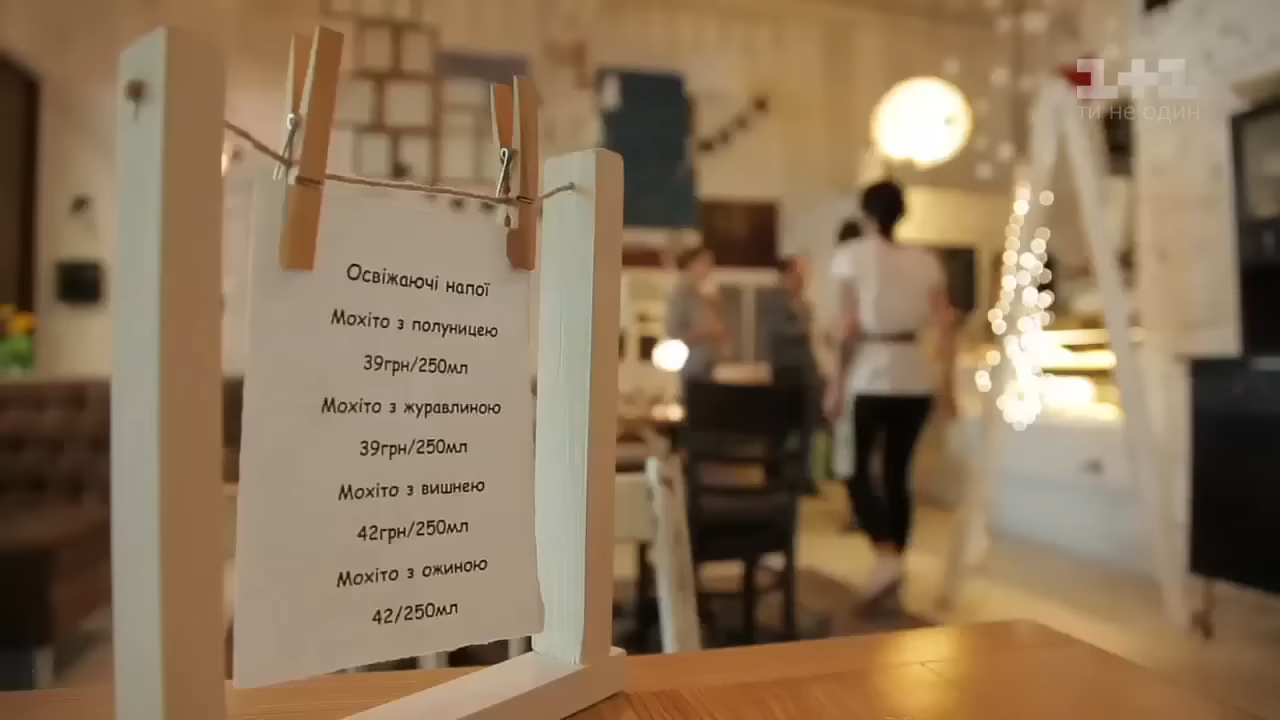 1+1
ти не один
Освіжаючі напої
Мохіто з полуницею
39грн/250мл
Мохіто з журавлиною
39грн/250мл
Мохіто з вишнею
42грн/250мл
Мохіто з ожиною
42/250мл